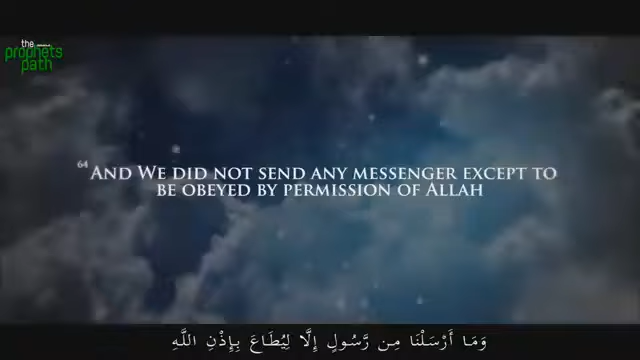 the
prophets
path
64 And We did not send any messenger except to
be obeyed by permission of Allah
وَمَا أَرْسَلْنَا مِن رَّسُولٍ إِلَّا لِيُطَاعَ بِإِذْنِ اللَّهِ